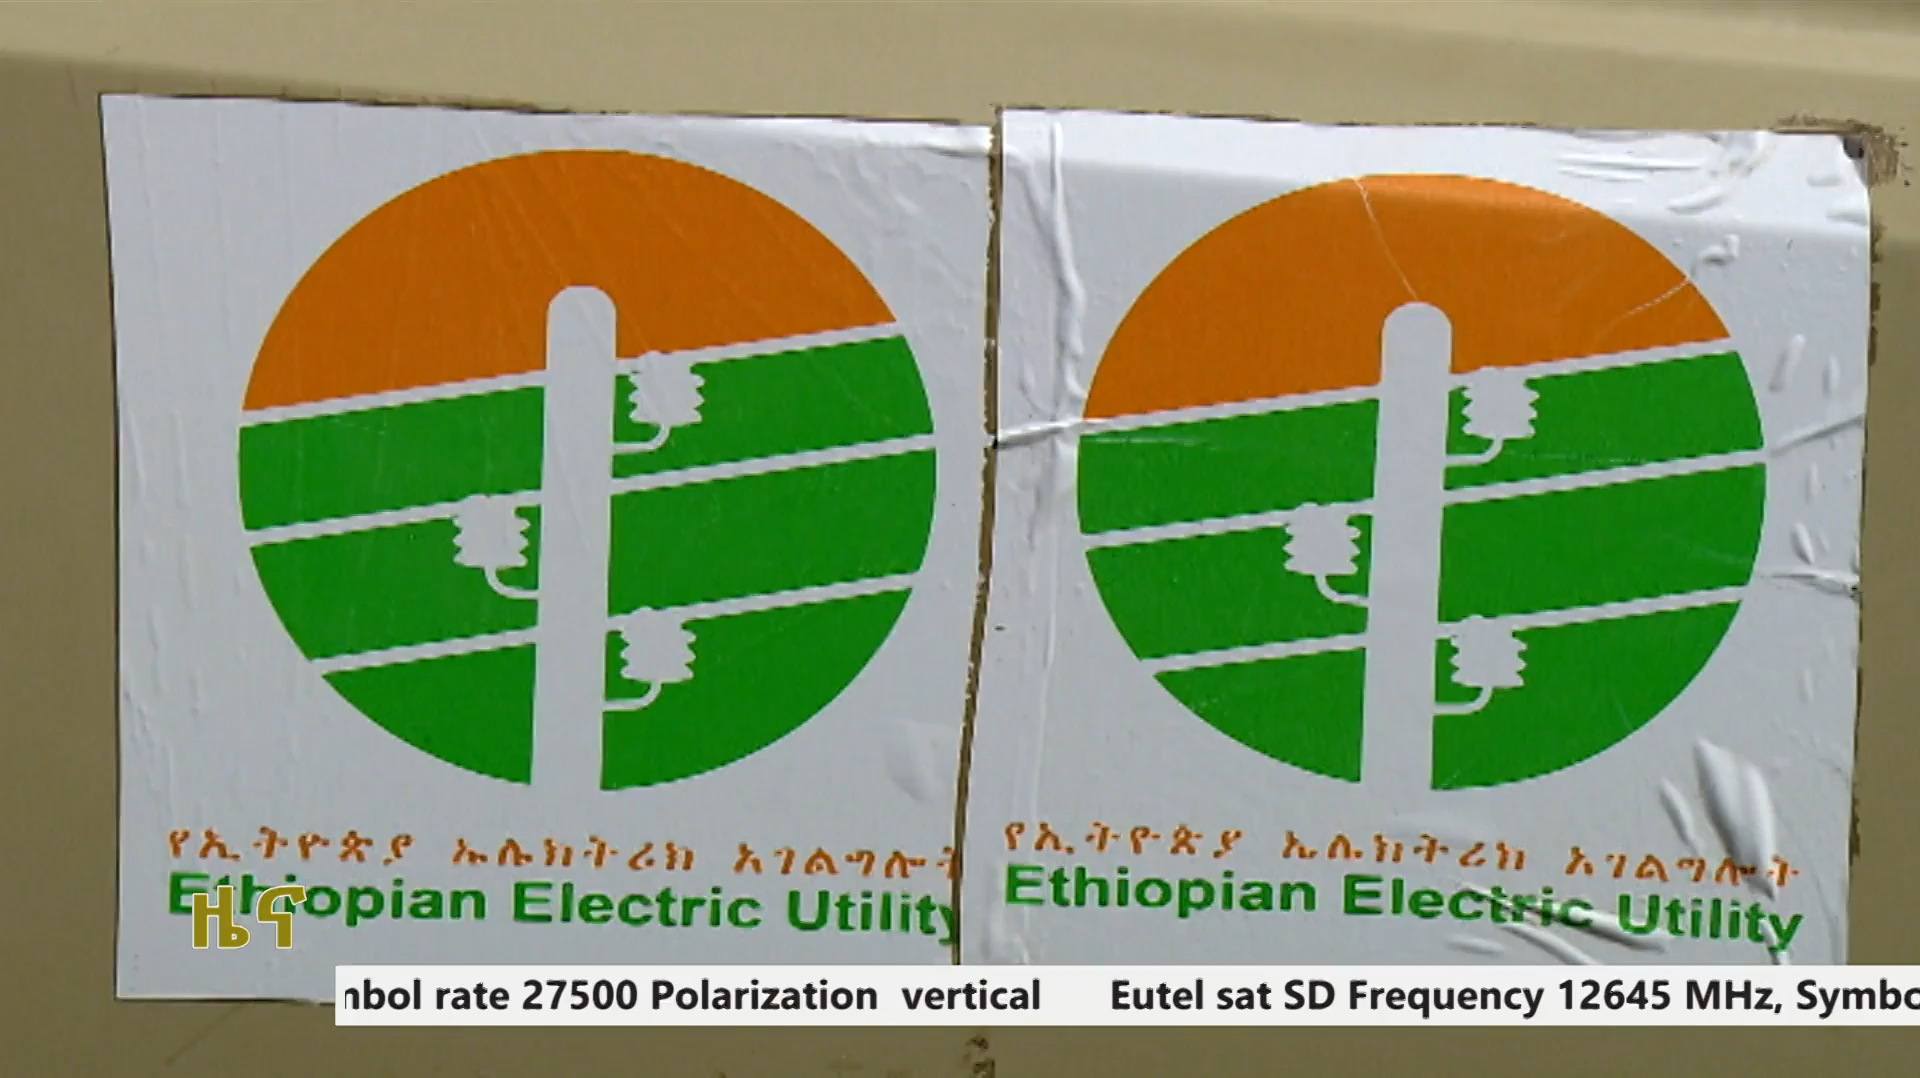 የኢትዮጵያ ኤሌክትሪክ አገልግሎት
Ethiopian Electric Utility
የኢትዮጵያ ኤሌክትሪክ አገልግሎት
Ethiopian Electric Utility
ዜና
mbol rate 27500 Polarization vertical Eutel sat SD Frequency 12645 MHz, Symbo